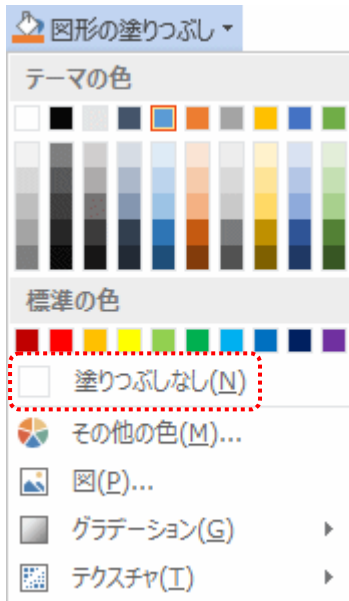 図形の塗りつぶし
テーマの色
標準の色
塗りつぶしなし(N)
その他の色(M)...
図(P)...
グラデーション(G)
テクスチャ(T)